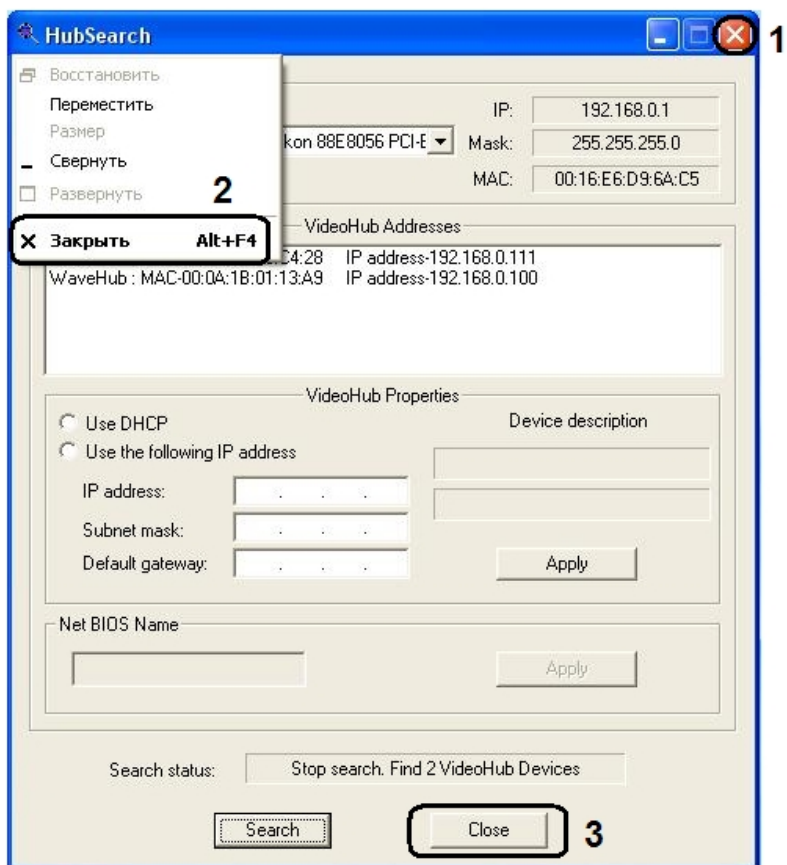 HubSearch
1
Восстановить
Переместить
Размер
Свернуть
Развернуть
2
Закрыть Alt+F4
kon 88E8056 PCI-E
IP: 192.168.0.1
Mask: 255.255.255.0
MAC: 00:16:E6:D9:6A:C5
VideoHub Addresses
C4:28 IP address-192.168.0.111
WaveHub : MAC-00:0A:1B:01:13:A9 IP address-192.168.0.100
VideoHub Properties
Use DHCP
Device description
Use the following IP address
IP address: . . .
Subnet mask: . . .
Default gateway: . . .
Apply
Net BIOS Name
Apply
Search status: Stop search. Find 2 VideoHub Devices
Search
Close
3